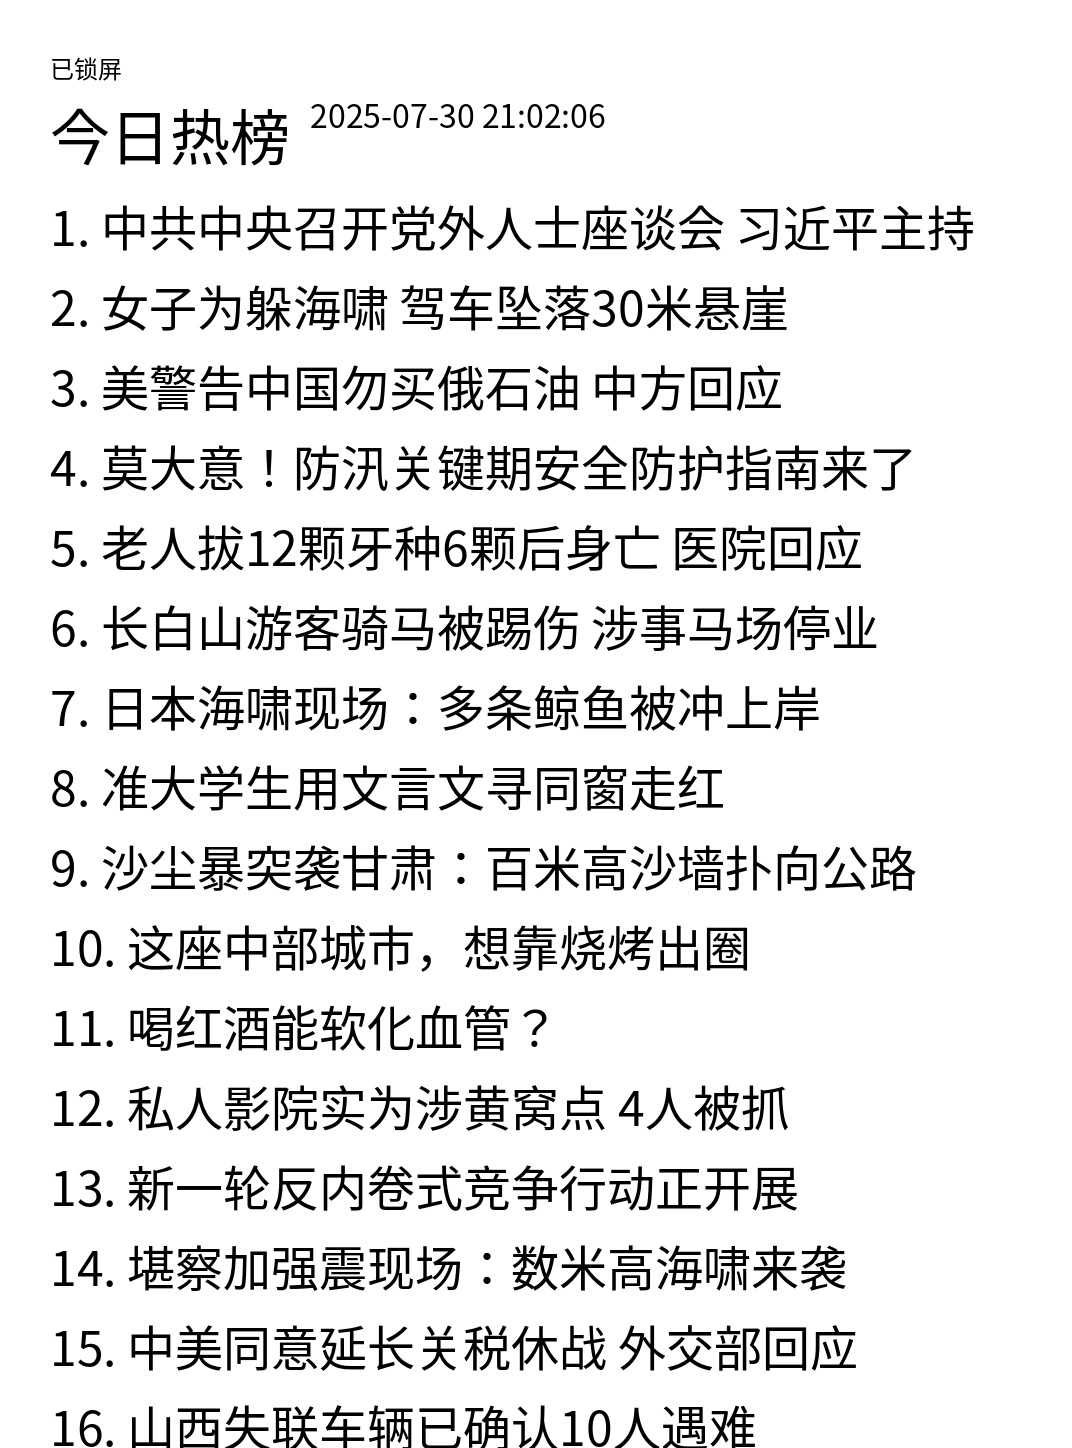 已锁屏
今日热榜 2025-07-30 21:02:06
1. 中共中央召开党外人士座谈会 习近平主持
2. 女子为躲海啸 驾车坠落30米悬崖
3. 美警告中国勿买俄石油 中方回应
4. 莫大意！防汛关键期安全防护指南来了
5. 老人拔12颗牙种6颗后身亡 医院回应
6. 长白山游客骑马被踢伤 涉事马场停业
7. 日本海啸现场：多条鲸鱼被冲上岸
8. 准大学生用文言文寻同窗走红
9. 沙尘暴突袭甘肃：百米高沙墙扑向公路
10. 这座中部城市，想靠烧烤出圈
11. 喝红酒能软化血管？
12. 私人影院实为涉黄窝点 4人被抓
13. 新一轮反内卷式竞争行动正开展
14. 堪察加强震现场：数米高海啸来袭
15. 中美同意延长关税休战 外交部回应
16. 山西失联车辆已确认10人遇难